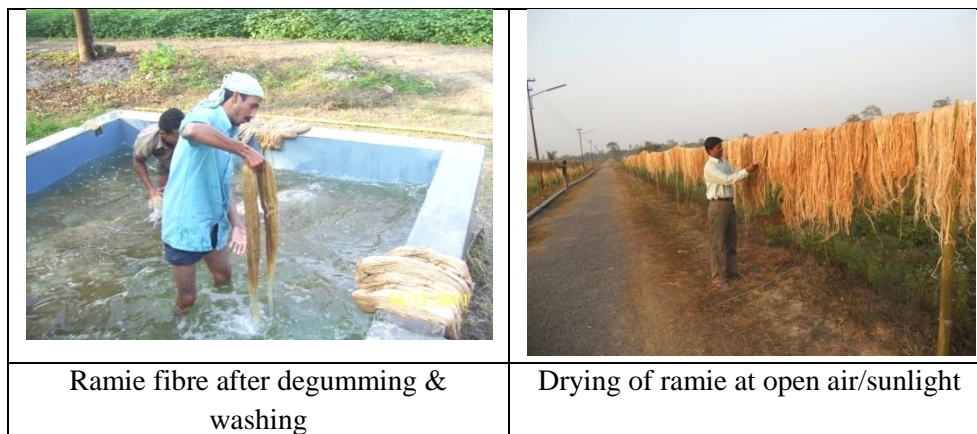 Ramie fibre after degumming &
washing
Drying of ramie at open air/sunlight